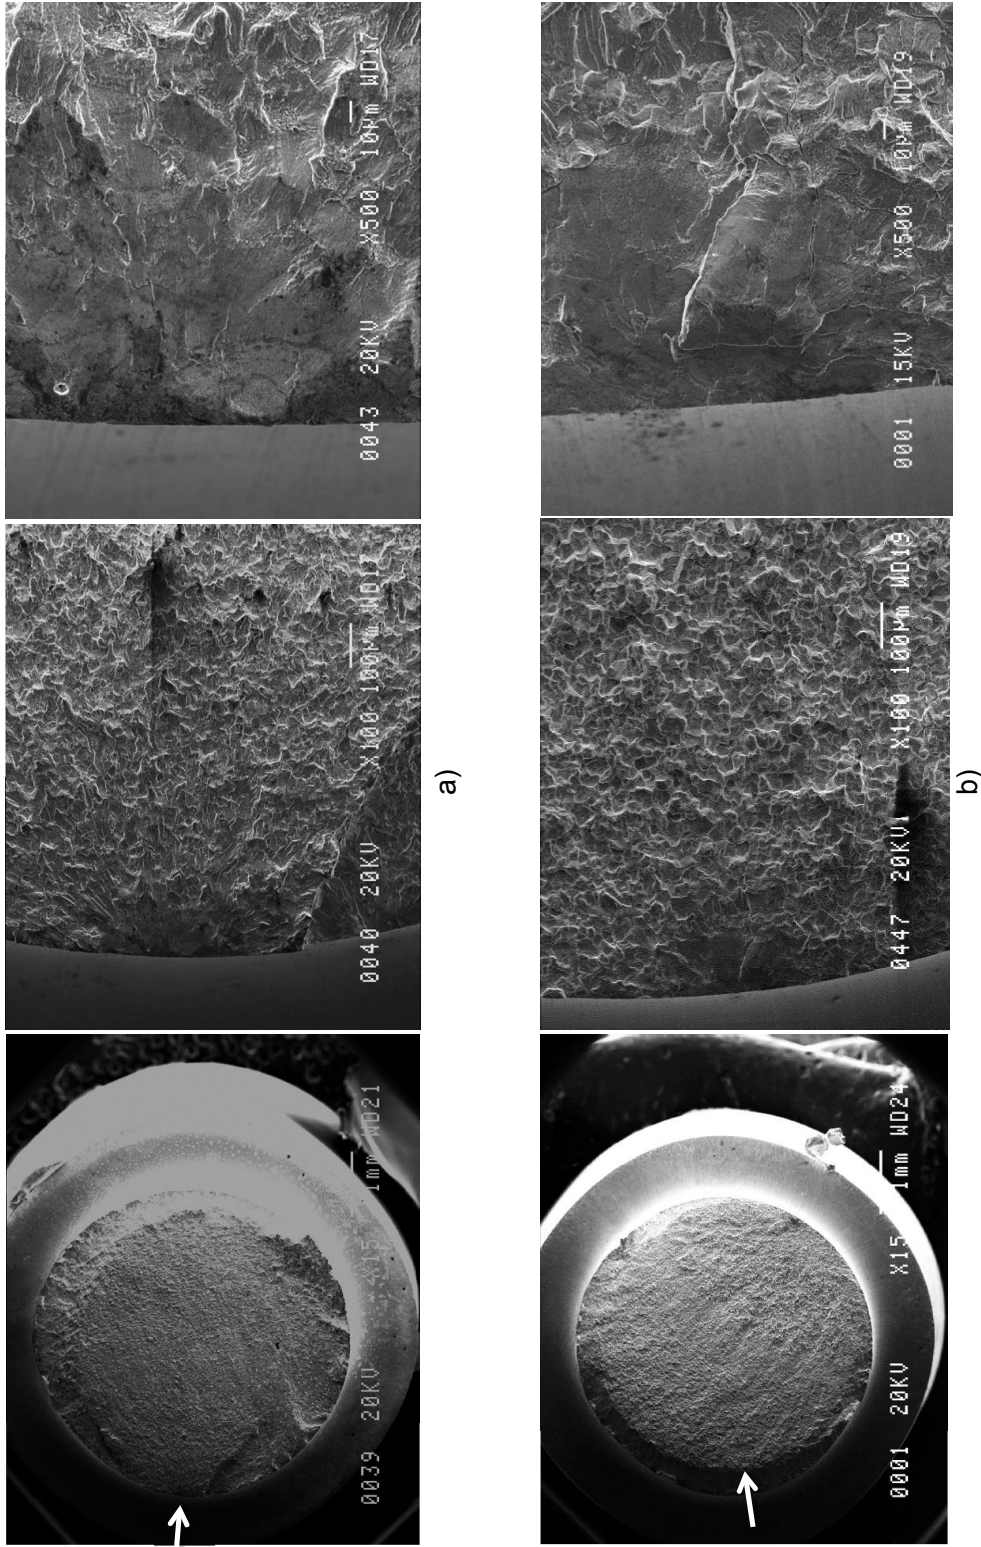 0039 20KV X15 1mm WD21
0040 20KV X100 100µm WD17
0043 20KV X500 10µm WD17
a)
0001 20KV X15 1mm WD24
0447 20KV X100 100µm WD19
0001 15KV X500 10µm WD19
b)